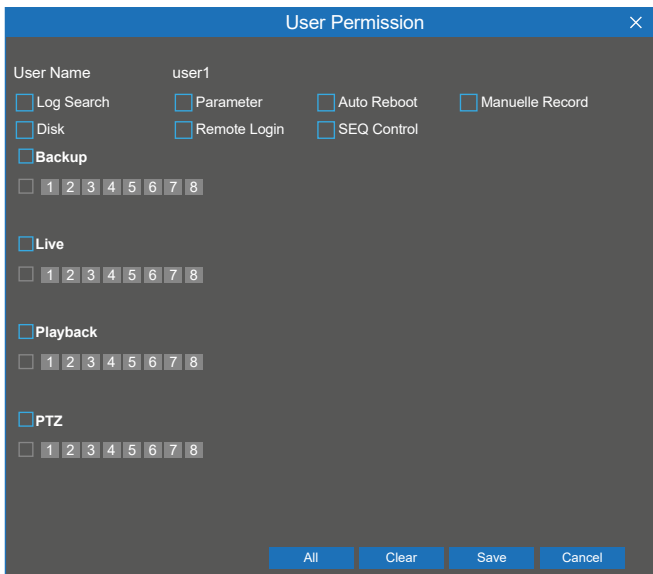 User Permission
User Name user1
Log Search Parameter Auto Reboot Manuelle Record
Disk Remote Login SEQ Control
Backup
1 2 3 4 5 6 7 8
Live
1 2 3 4 5 6 7 8
Playback
1 2 3 4 5 6 7 8
PTZ
1 2 3 4 5 6 7 8
All Clear Save Cancel